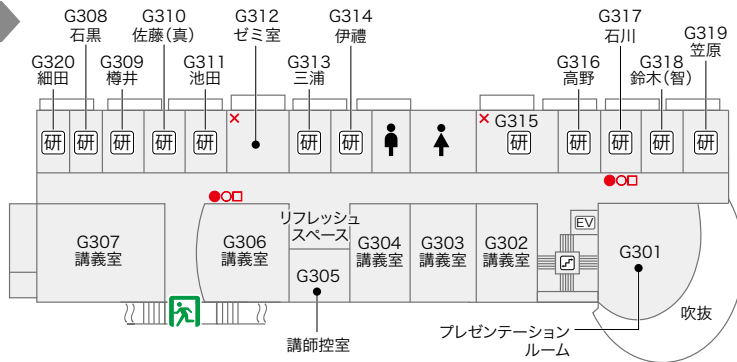 G308
石黒
G310
佐藤（真）
G312
ゼミ室
G314
伊禮
G317
石川
G319
笠原
G320
細田
G309
樽井
G311
池田
G313
三浦
G316
高野
G318
鈴木（智）
G315
研
研
研
研
研
研
研
研
研
研
研
研
G307
講義室
G306
講義室
リフレッシュ
スペース
G305
講師控室
G304
講義室
G303
講義室
G302
講義室
EV
G301
プレゼンテーション
ルーム
吹抜